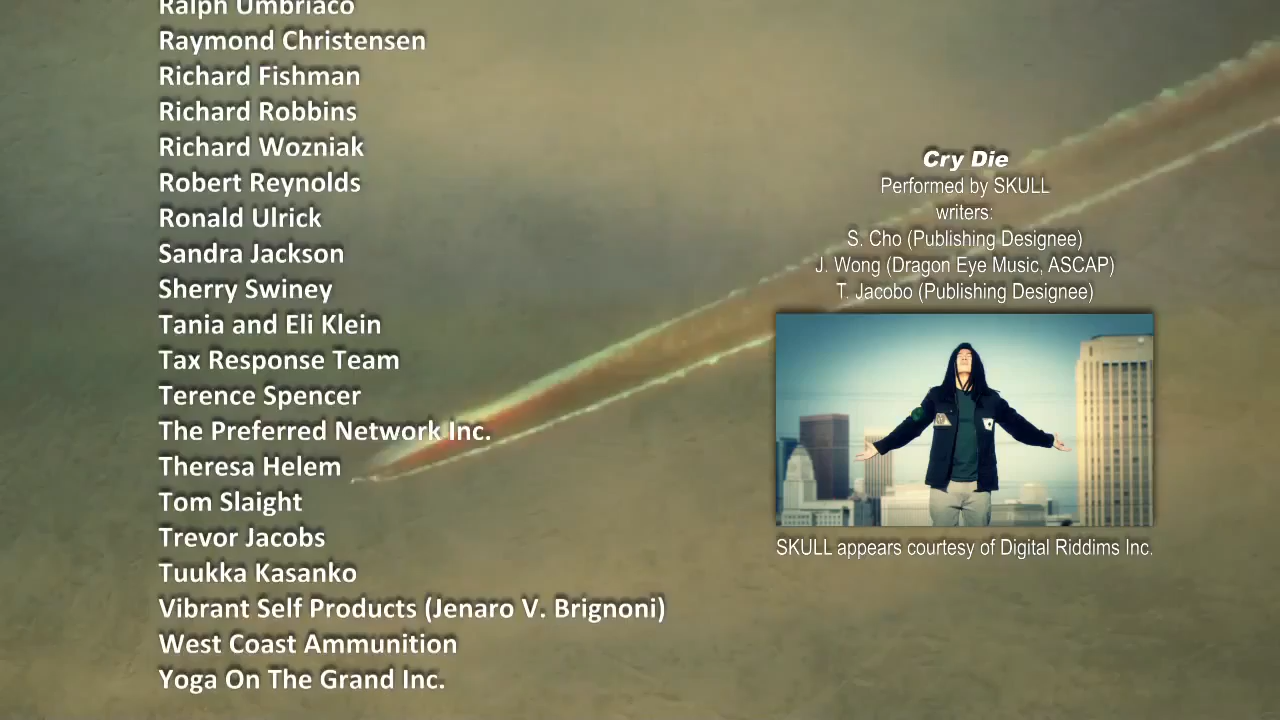 Ralph Umbriaco
Raymond Christensen
Richard Fishman
Richard Robbins
Richard Wozniak
Robert Reynolds
Ronald Ulrick
Sandra Jackson
Sherry Swiney
Tania and Eli Klein
Tax Response Team
Terence Spencer
The Preferred Network Inc.
Theresa Helem
Tom Slaight
Trevor Jacobs
Tuukka Kasanko
Vibrant Self Products (Jenaro V. Brignoni)
West Coast Ammunition
Yoga On The Grand Inc.
Cry Die
Performed by SKULL
writers:
S. Cho (Publishing Designee)
J. Wong (Dragon Eye Music, ASCAP)
T. Jacobo (Publishing Designee)
SKULL appears courtesy of Digital Riddims Inc.